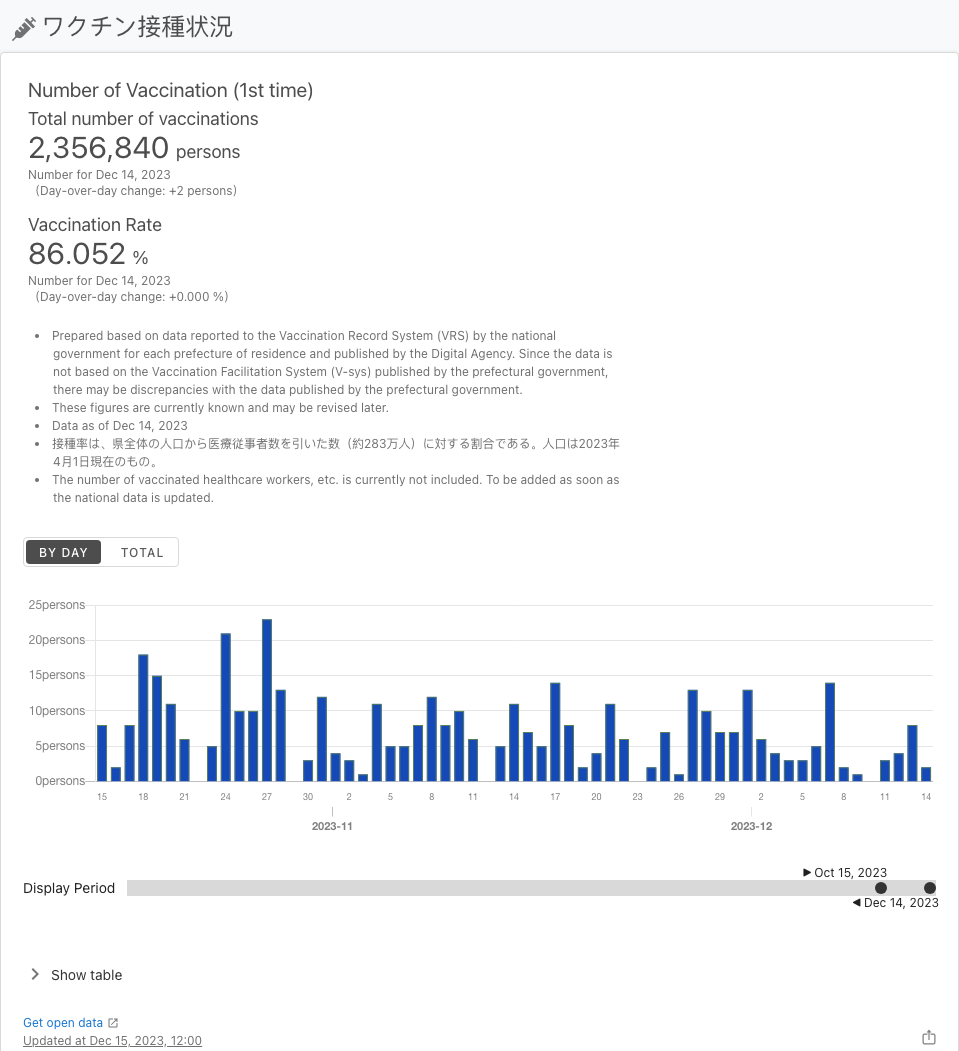 ワクチン接種状況
Number of Vaccination (1st time)
Total number of vaccinations
2,356,840 persons
Number for Dec 14, 2023
(Day-over-day change: +2 persons)
Vaccination Rate
86.052 %
Number for Dec 14, 2023
(Day-over-day change: +0.000 %)
• Prepared based on data reported to the Vaccination Record System (VRS) by the national
government for each prefecture of residence and published by the Digital Agency. Since the data is
not based on the Vaccination Facilitation System (V-sys) published by the prefectural government,
there may be discrepancies with the data published by the prefectural government.
• These figures are currently known and may be revised later.
• Data as of Dec 14, 2023
• 接種率は、県全体の人口から医療従事者数を引いた数（約283万人）に対する割合である。人口は2023年
4月1日現在のもの。
• The number of vaccinated healthcare workers, etc. is currently not included. To be added as soon as
the national data is updated.
BY DAY TOTAL
25persons
20persons
15persons
10persons
5persons
0persons
15 18 21 24 27 30 2 5 8 11 14 17 20 23 26 29 2 5 8 11 14
2023-11 2023-12
Oct 15, 2023
Display Period
Dec 14, 2023
Show table
Get open data
Updated at Dec 15, 2023, 12:00